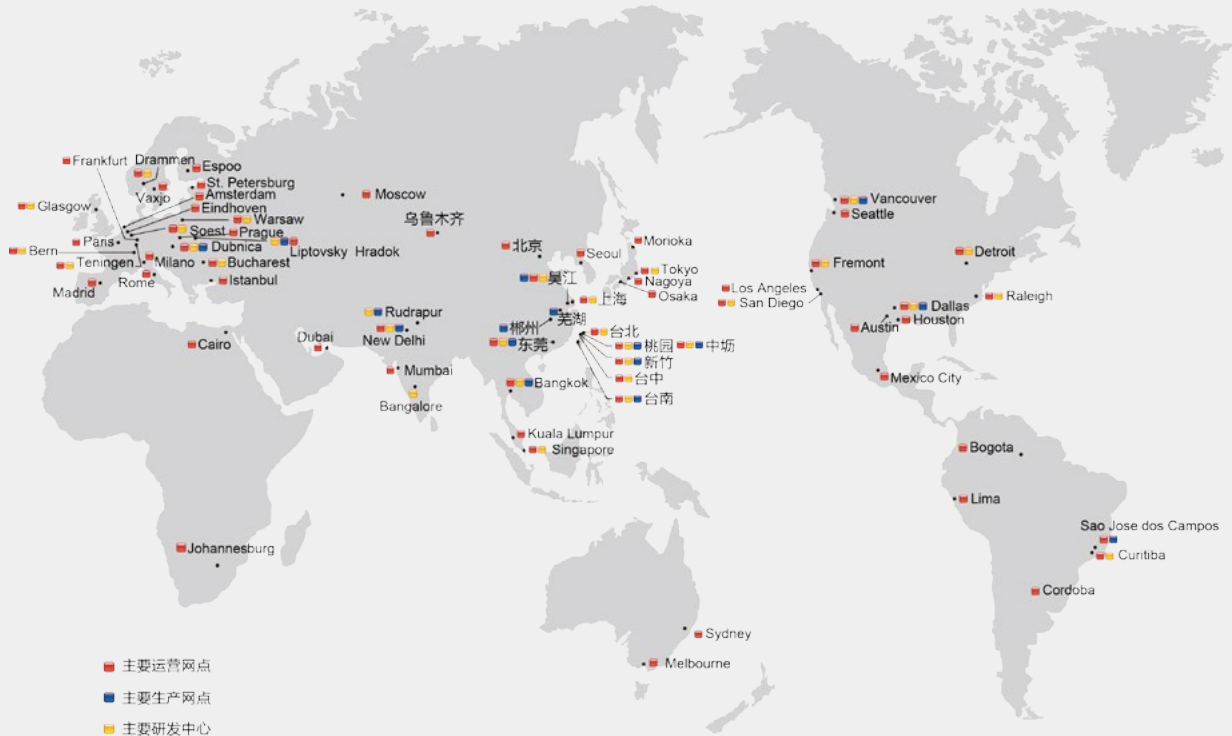 Frankfurt
Drammen
Espoo
St. Petersburg
Vaxjo
Amsterdam
Eindhoven
Glasgow
Warsaw
Soest
Prague
Paris
Dubnica
Liptovsky Hradok
Bern
Teningen
Milano
Bucharest
Rome
Istanbul
Madrid
Moscow
乌鲁木齐
北京
Seoul
Morioka
Tokyo
Nagoya
Osaka
吴江
上海
芜湖
郴州
东莞
台北
桃园
中坜
新竹
台中
台南
Rudrapur
New Delhi
Dubai
Cairo
Mumbai
Bangalore
Bangkok
Kuala Lumpur
Singapore
Johannesburg
Sydney
Melbourne
Vancouver
Seattle
Detroit
Fremont
Los Angeles
San Diego
Raleigh
Dallas
Houston
Austin
Mexico City
Bogota
Lima
Sao Jose dos Campos
Curitiba
Cordoba
主要运营网点
主要生产网点
主要研发中心